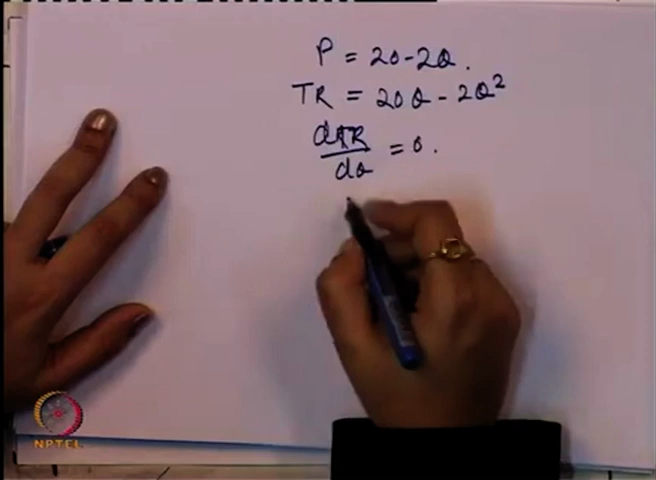 P = 20-2Q.
TR = 20Q - 2Q²
dTR/dQ = 0.
NPTEL